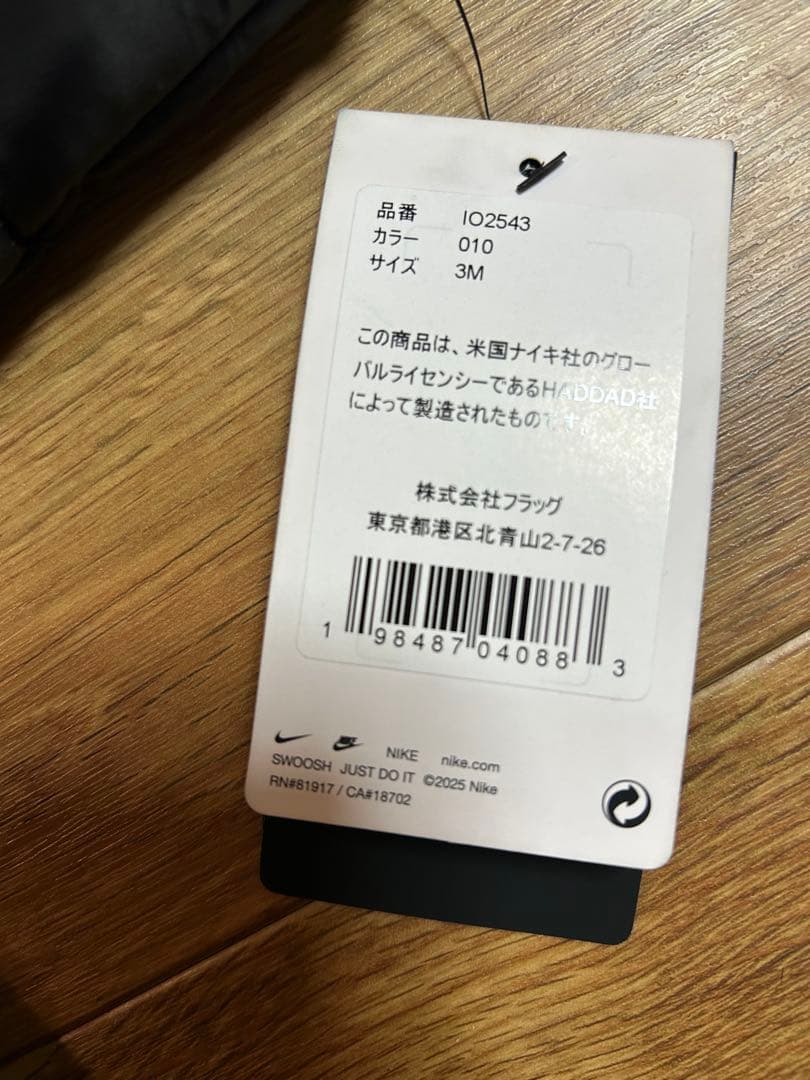 品番 IO2543
カラー 010
サイズ 3M
この商品は、米国ナイキ社のグロー
バルライセンシーであるHADDAD社
によって製造されたものです。
株式会社フラッグ
東京都港区北青山2-7-26
1 98487 04088 3
NIKE nike.com
SWOOSH JUST DO IT ©2025 Nike
RN#81917 / CA#18702